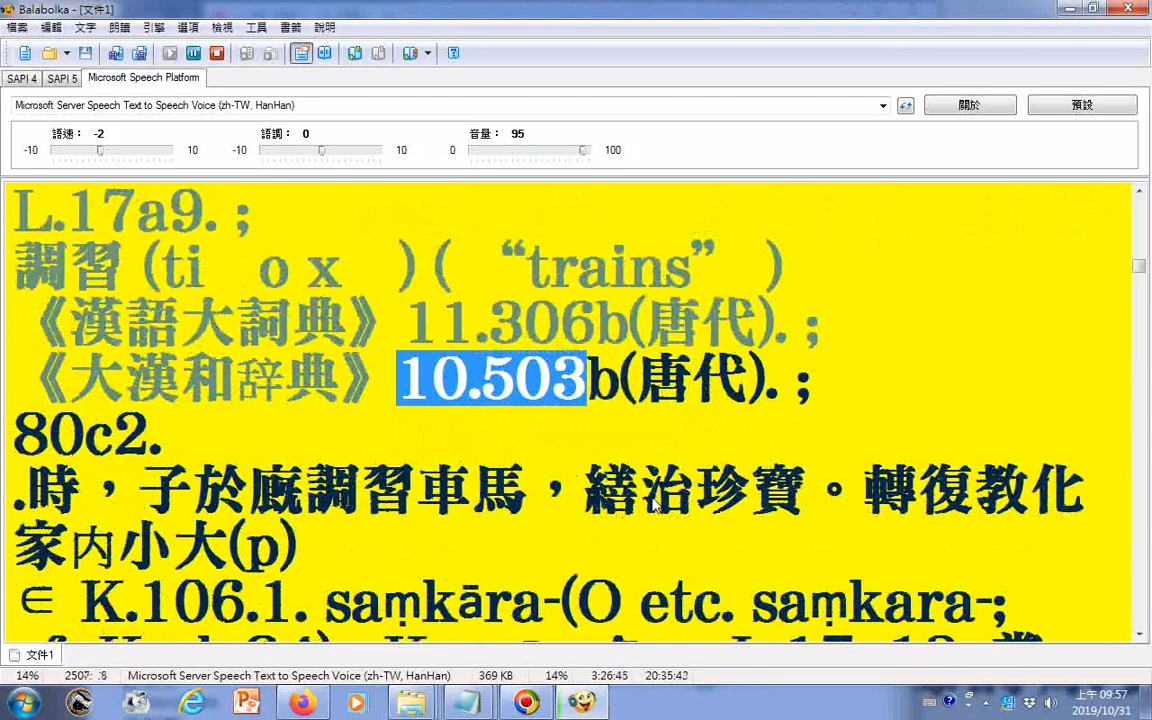 Balabolka - [文件1]
檔案 編輯 文字 朗讀 引擎 選項 檢視 工具 書籤 說明
SAPI 4 SAPI 5 Microsoft Speech Platform
Microsoft Server Speech Text to Speech Voice (zh-TW, HanHan) 關於 預設
語速： -2 語調： 0 音量： 95
-10 10 -10 10 0 100
L.17a9. ;
調習 (ti o x )( “trains” )
《漢語大詞典》 11.306b(唐代). ;
《大漢和辞典》 10.503b(唐代). ;
80c2.
.時，子於廐調習車馬，繕治珍寶。轉復教化
家内小大(p)
∈ K.106.1. saṃkāra-(O etc. saṃkara-;
文件1
14% Microsoft Server Speech Text to Speech Voice (zh-TW, HanHan) 369 KB 14% 3:26:45 20:35:43
上午 09:57
2019/10/31